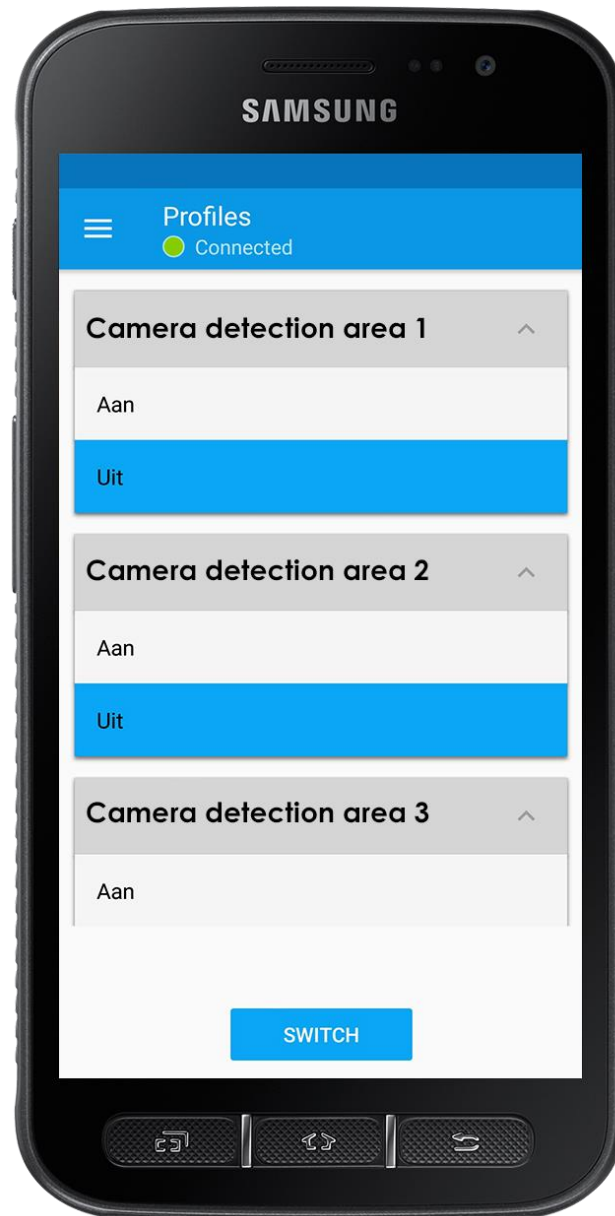 SAMSUNG
Profiles
Connected
Camera detection area 1
Aan
Uit
Camera detection area 2
Aan
Uit
Camera detection area 3
Aan
SWITCH